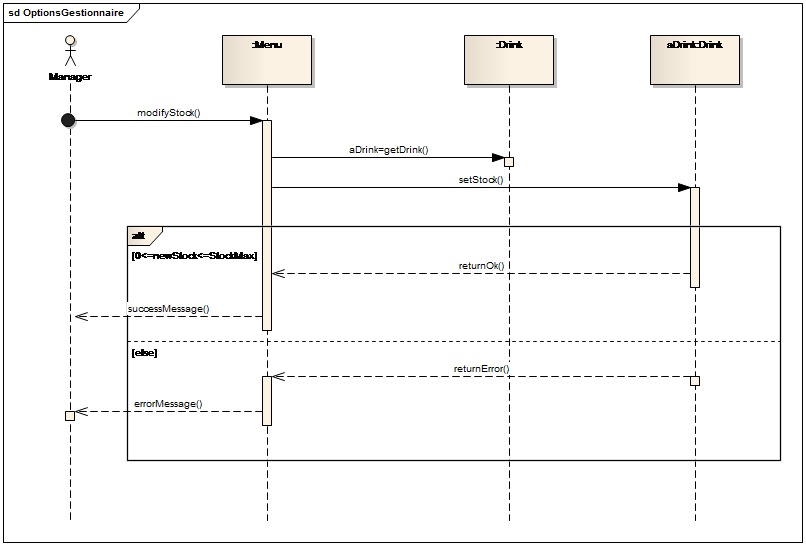 sd OptionsGestionnaire
:Menu
:Drink
aDrink:Drink
Manager
modifyStock()
aDrink=getDrink()
setStock()
alt
[0<=newStock<=StockMax]
returnOk()
successMessage()
[else]
returnError()
errorMessage()